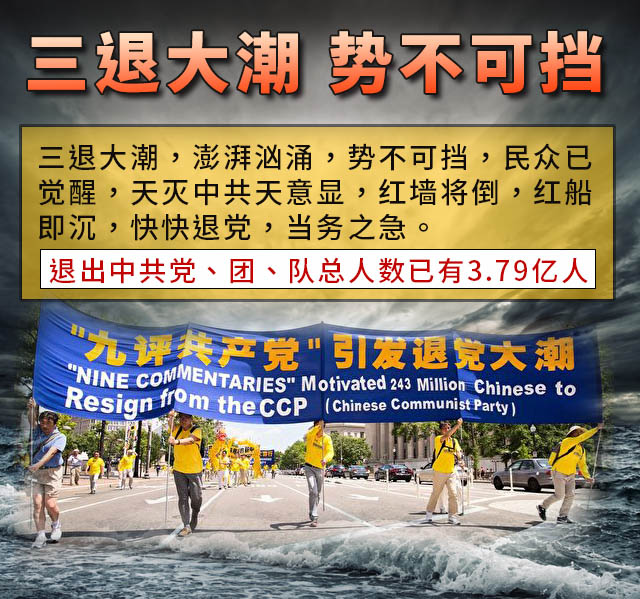 三退大潮 势不可挡
三退大潮，澎湃汹涌，势不可挡，民众已
觉醒，天灭中共天意显，红墙将倒，红船
即沉，快快退党，当务之急。
退出中共党、团、队总人数已有3.79亿人
"九评共产党"引发退党大潮
"NINE COMMENTARIES" Motivated 243 Million Chinese to
Resign from the CCP (Chinese Communist Party)